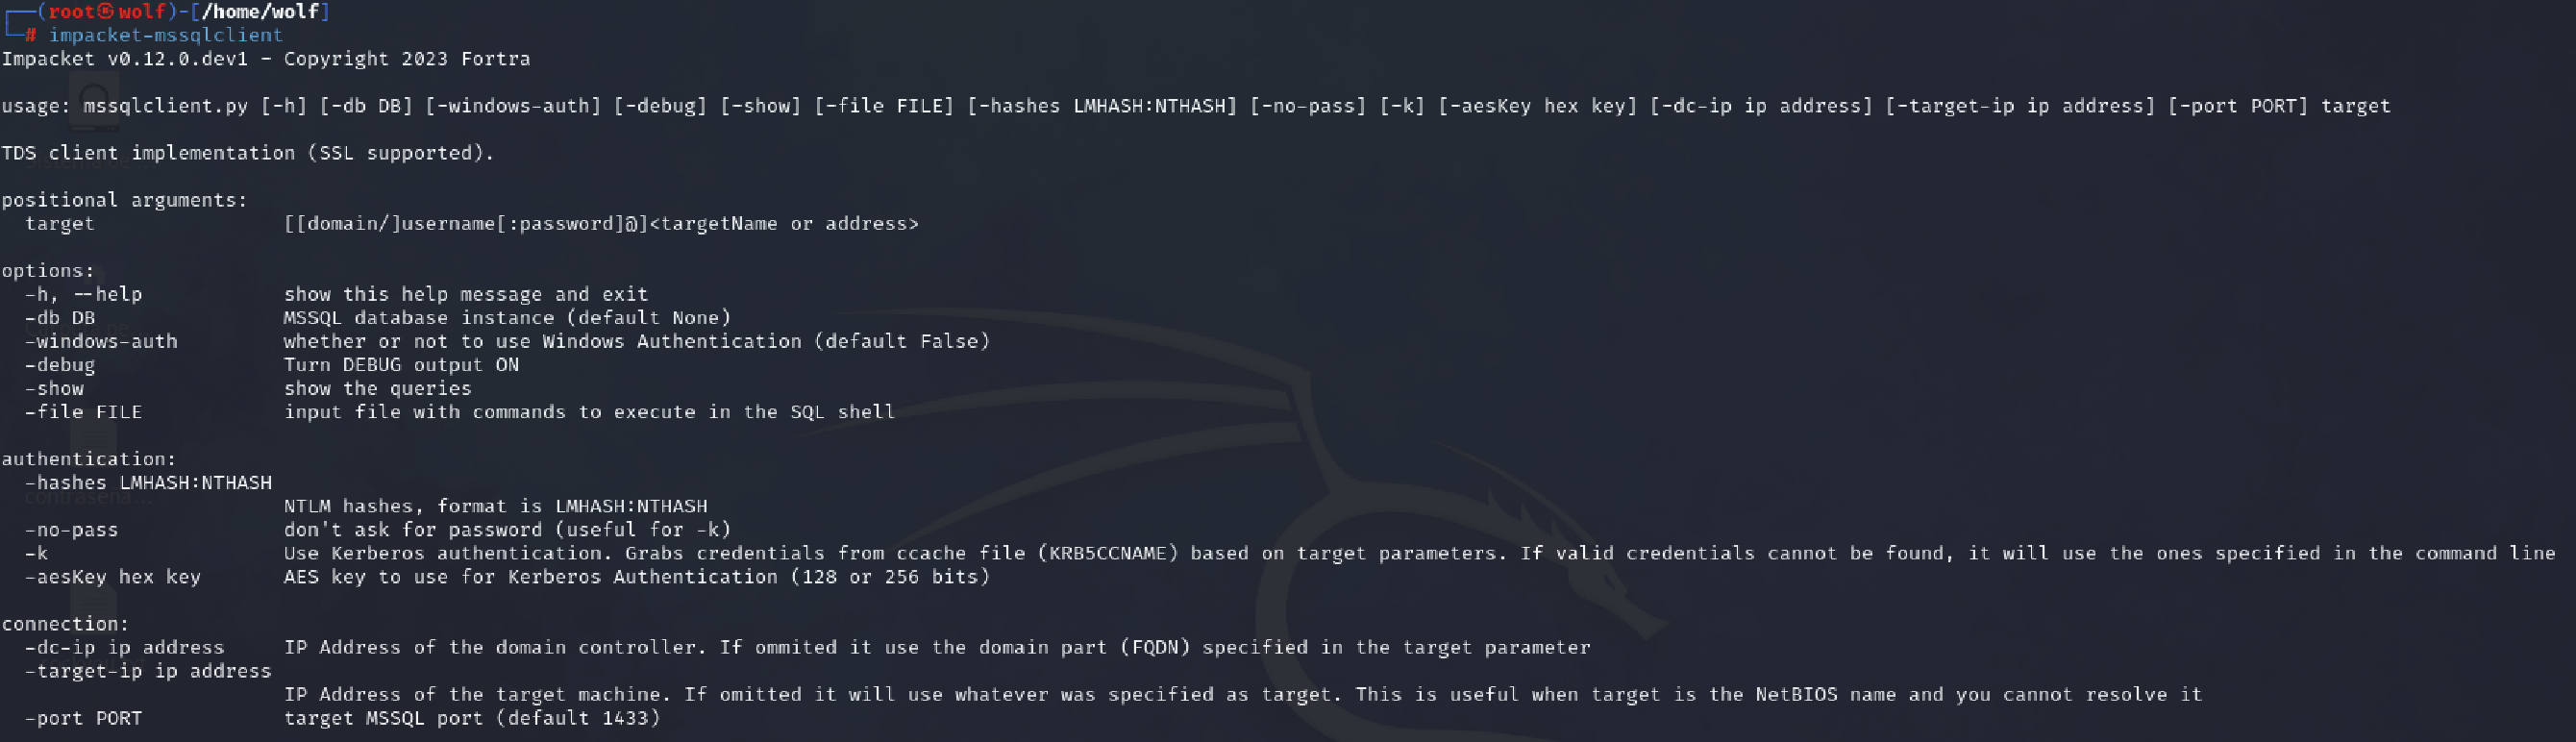 ┌──(root㉿wolf)-[/home/wolf]
└─# impacket-mssqlclient
Impacket v0.12.0.dev1 - Copyright 2023 Fortra
usage: mssqlclient.py [-h] [-db DB] [-windows-auth] [-debug] [-show] [-file FILE] [-hashes LMHASH:NTHASH] [-no-pass] [-k] [-aesKey hex key] [-dc-ip ip address] [-target-ip ip address] [-port PORT] target
TDS client implementation (SSL supported).
positional arguments:
  target                [[domain/]username[:password]@]<targetName or address>
options:
  -h, --help            show this help message and exit
  -db DB                MSSQL database instance (default None)
  -windows-auth         whether or not to use Windows Authentication (default False)
  -debug                Turn DEBUG output ON
  -show                 show the queries
  -file FILE            input file with commands to execute in the SQL shell
authentication:
  -hashes LMHASH:NTHASH
                        NTLM hashes, format is LMHASH:NTHASH
  -no-pass              don't ask for password (useful for -k)
  -k                    Use Kerberos authentication. Grabs credentials from ccache file (KRB5CCNAME) based on target parameters. If valid credentials cannot be found, it will use the ones specified in the command line
  -aesKey hex key       AES key to use for Kerberos Authentication (128 or 256 bits)
connection:
  -dc-ip ip address     IP Address of the domain controller. If ommited it use the domain part (FQDN) specified in the target parameter
  -target-ip ip address
                        IP Address of the target machine. If omitted it will use whatever was specified as target. This is useful when target is the NetBIOS name and you cannot resolve it
  -port PORT            target MSSQL port (default 1433)